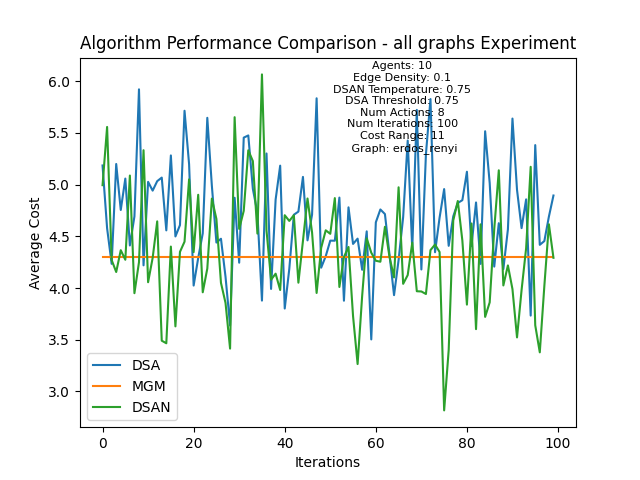 Algorithm Performance Comparison - all graphs Experiment
Agents: 10
Edge Density: 0.1
DSAN Temperature: 0.75
DSA Threshold: 0.75
Num Actions: 8
Num Iterations: 100
Cost Range: 11
Graph: erdos_renyi
6.0
5.5
5.0
4.5
4.0
3.5
3.0
Average Cost
DSA
MGM
DSAN
0
20
40
60
80
100
Iterations